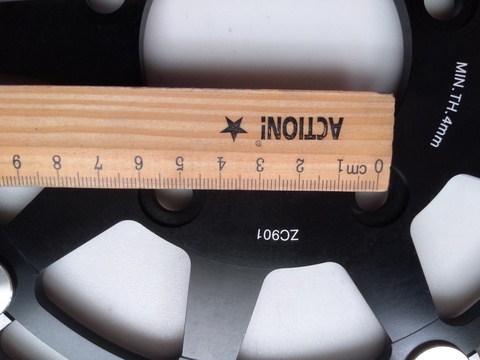 ACTION!
0 1 2 3 4 5 6 7 8 9
cm
MIN.TH.4mm
ZC901